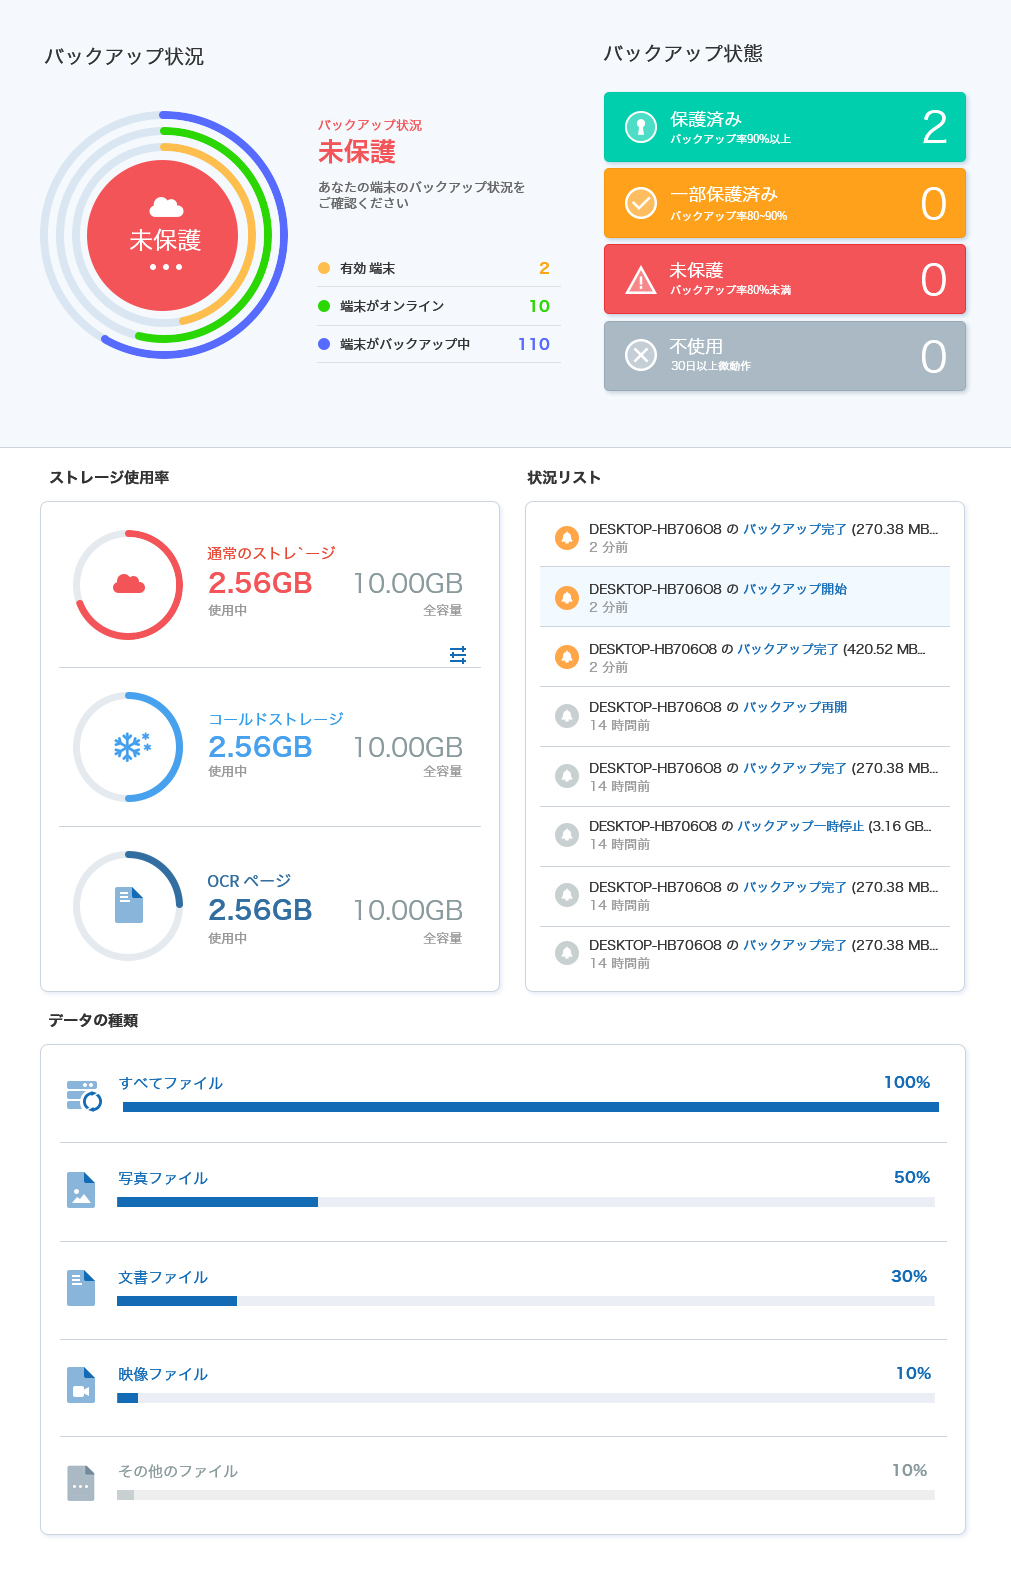 バックアップ状況
未保護
バックアップ状況
未保護
あなたの端末のバックアップ状況を
ご確認ください
有効 端末 2
端末がオンライン 10
端末がバックアップ中 110
バックアップ状態
保護済み 2
バックアップ率90%以上
一部保護済み 0
バックアップ率80~90%
未保護 0
バックアップ率80%未満
不使用 0
30日以上微動作
ストレージ使用率
通常のストレ`ージ
2.56GB 10.00GB
使用中 全容量
コールドストレージ
2.56GB 10.00GB
使用中 全容量
OCR ページ
2.56GB 10.00GB
使用中 全容量
状況リスト
DESKTOP-HB706O8 の バックアップ完了 (270.38 MB...
2 分前
DESKTOP-HB706O8 の バックアップ開始
2 分前
DESKTOP-HB706O8 の バックアップ完了 (420.52 MB...
2 分前
DESKTOP-HB706O8 の バックアップ再開
14 時間前
DESKTOP-HB706O8 の バックアップ完了 (270.38 MB...
14 時間前
DESKTOP-HB706O8 の バックアップ一時停止 (3.16 GB...
14 時間前
DESKTOP-HB706O8 の バックアップ完了 (270.38 MB...
14 時間前
DESKTOP-HB706O8 の バックアップ完了 (270.38 MB...
14 時間前
データの種類
すべてファイル 100%
写真ファイル 50%
文書ファイル 30%
映像ファイル 10%
その他のファイル 10%